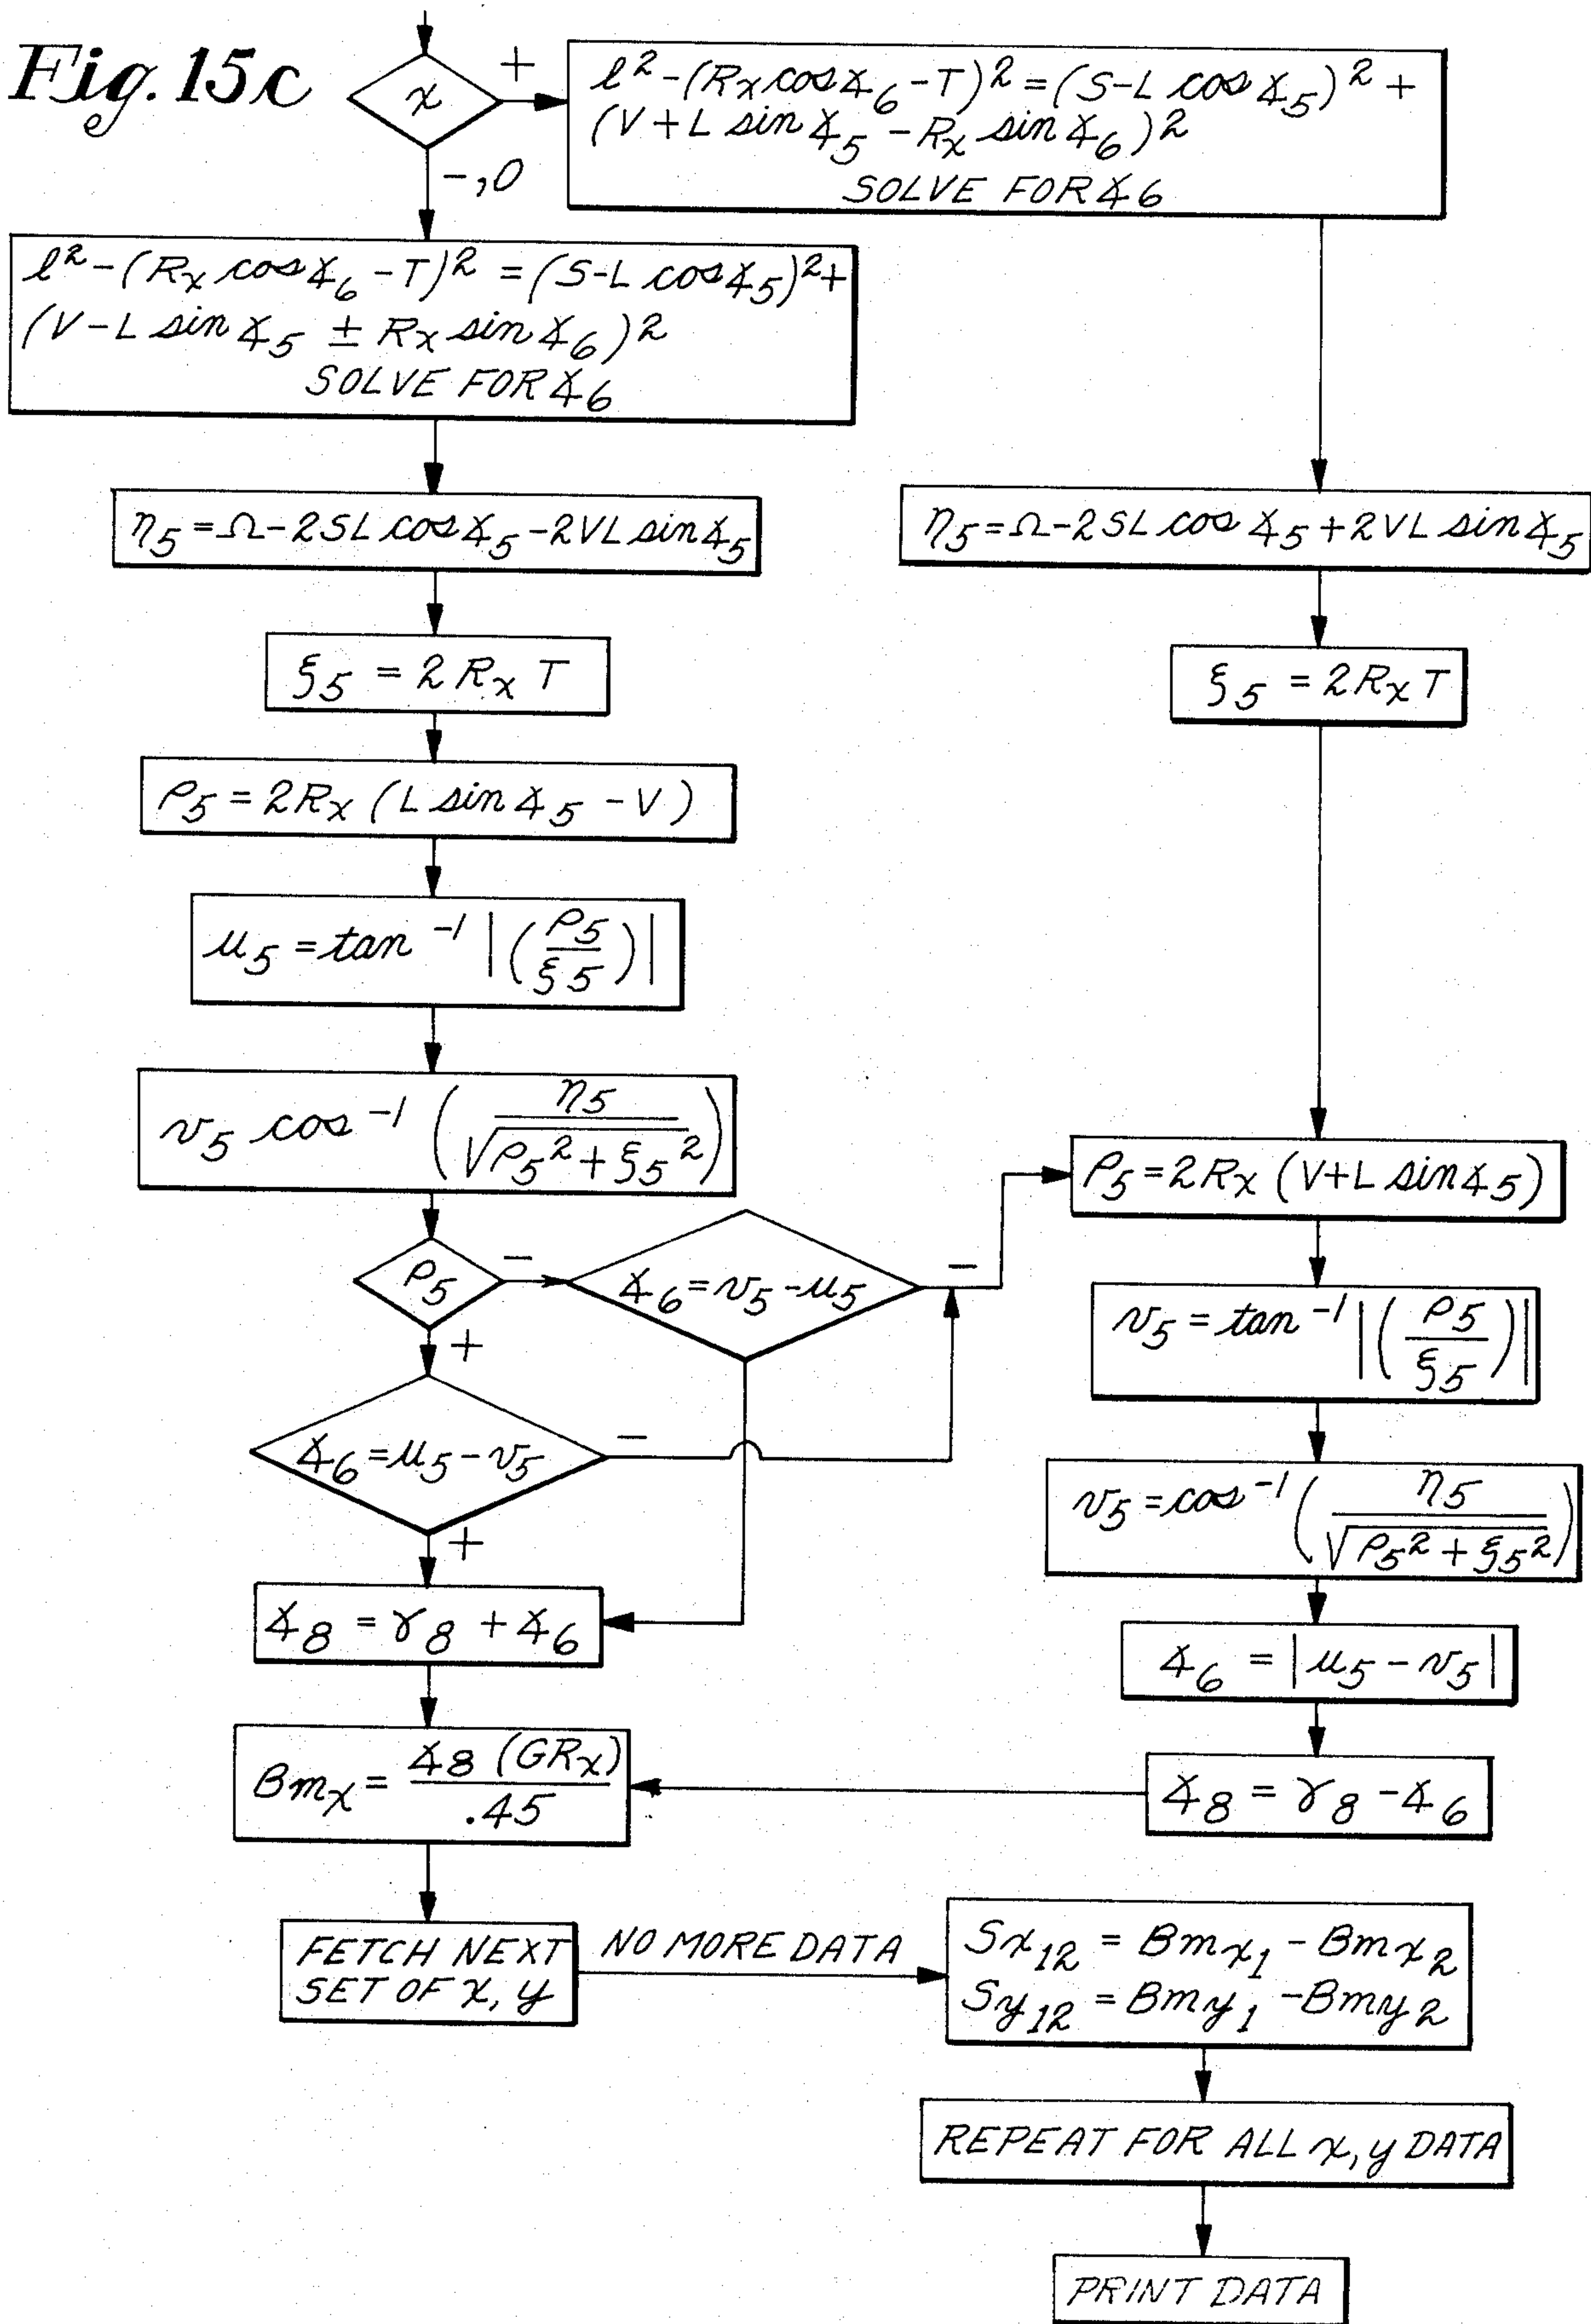 Fig. 15c
x
+
-,0
l² - (Rx cos ∡6 - T)² = (S - L cos ∡5)² +
(V + L sin ∡5 - Rx sin ∡6)²
SOLVE FOR ∡6
l² - (Rx cos ∡6 - T)² = (S - L cos ∡5)² +
(V - L sin ∡5 ± Rx sin ∡6)²
SOLVE FOR ∡6
η5 = Ω - 2SL cos ∡5 - 2VL sin ∡5
η5 = Ω - 2SL cos ∡5 + 2VL sin ∡5
ξ5 = 2RxT
ξ5 = 2RxT
ρ5 = 2Rx (L sin ∡5 - V)
μ5 = tan⁻¹ |(ρ5/ξ5)|
ν5 cos⁻¹ (η5/√(ρ5² + ξ5²))
ρ5 = 2Rx (V + L sin ∡5)
ρ5
-
∡6 = ν5 - μ5
-
+
ν5 = tan⁻¹ |(ρ5/ξ5)|
∡6 = μ5 - ν5
-
+
ν5 = cos⁻¹ (η5/√(ρ5² + ξ5²))
∡8 = γ8 + ∡6
∡6 = |μ5 - ν5|
Bmx = ∡8 (GRx)/.45
∡8 = γ8 - ∡6
FETCH NEXT
SET OF x, y
NO MORE DATA
Sx12 = Bmx1 - Bmx2
Sy12 = Bmy1 - Bmy2
REPEAT FOR ALL x, y DATA
PRINT DATA